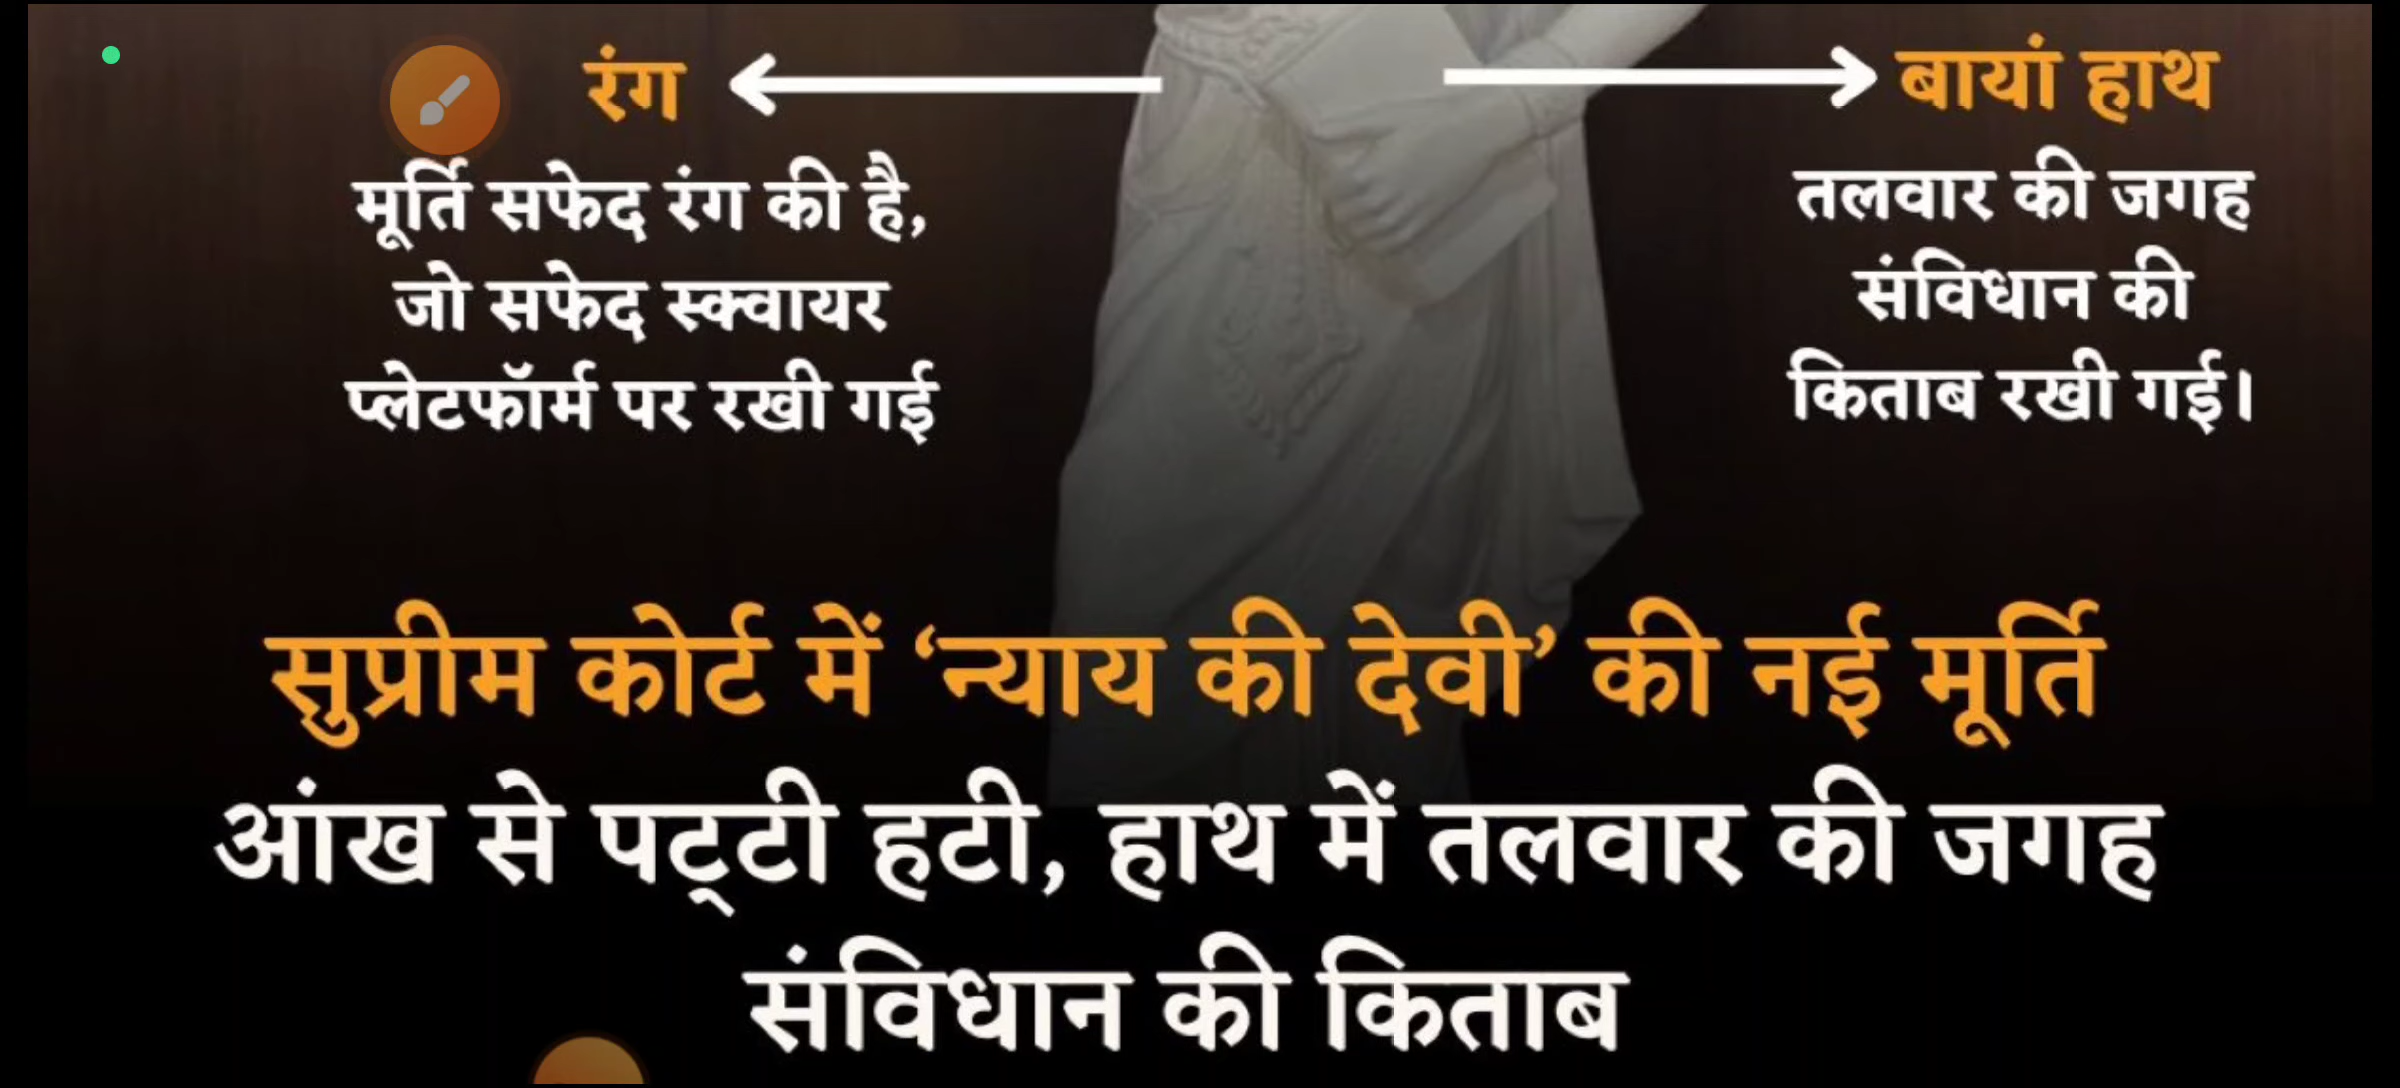 रंग
मूर्ति सफेद रंग की है,
जो सफेद स्क्वायर
प्लेटफॉर्म पर रखी गई
बायां हाथ
तलवार की जगह
संविधान की
किताब रखी गई।
सुप्रीम कोर्ट में ‘न्याय की देवी’ की नई मूर्ति
आंख से पट्‌टी हटी, हाथ में तलवार की जगह
संविधान की किताब